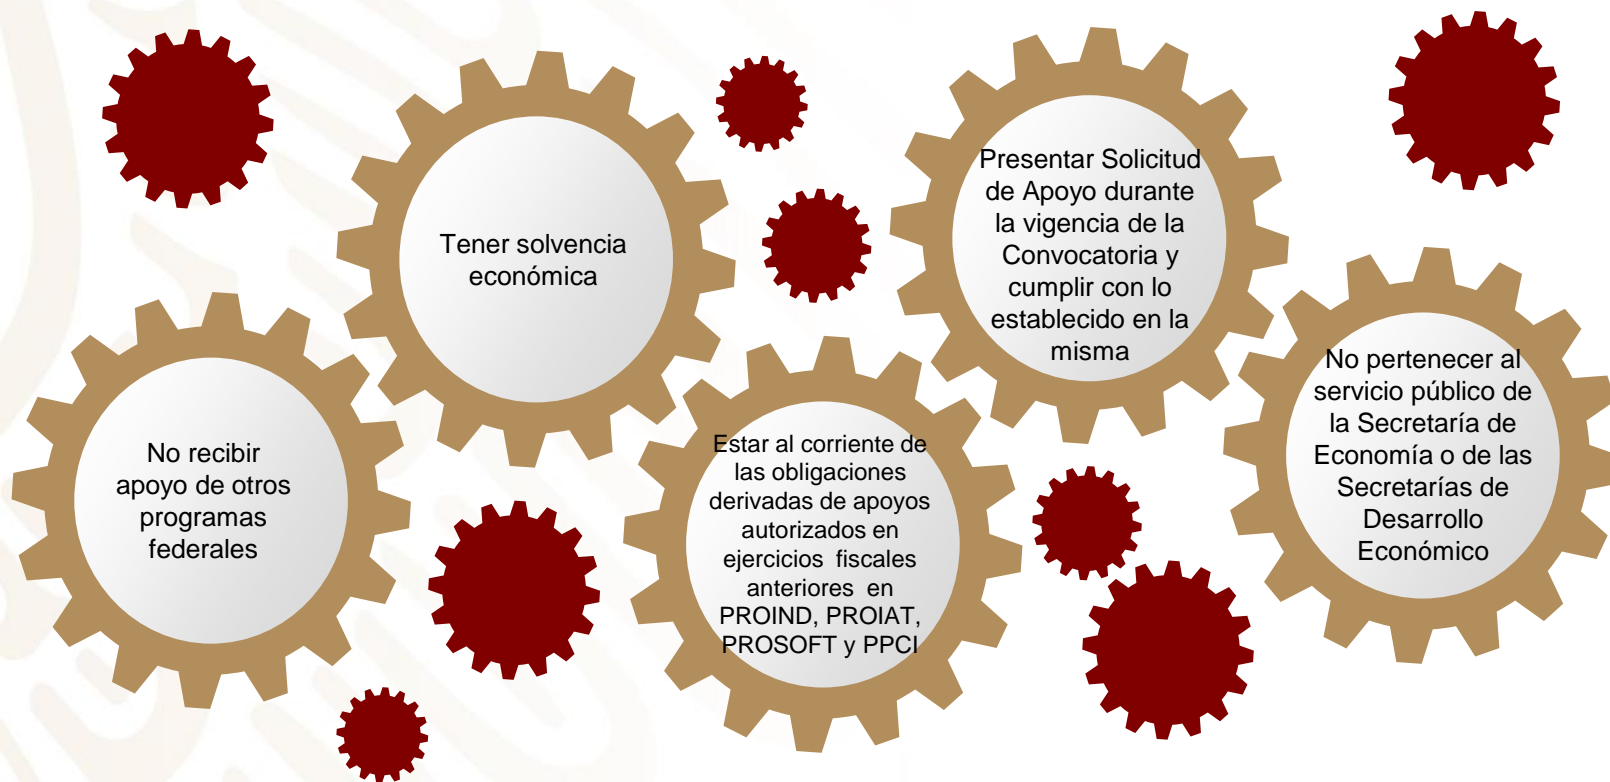 No recibir
apoyo de otros
programas
federales
Tener solvencia
económica
Estar al corriente de
las obligaciones
derivadas de apoyos
autorizados en
ejercicios fiscales
anteriores en
PROIND, PROIAT,
PROSOFT y PPCI
Presentar Solicitud
de Apoyo durante
la vigencia de la
Convocatoria y
cumplir con lo
establecido en la
misma
No pertenecer al
servicio público de
la Secretaría de
Economía o de las
Secretarías de
Desarrollo
Económico